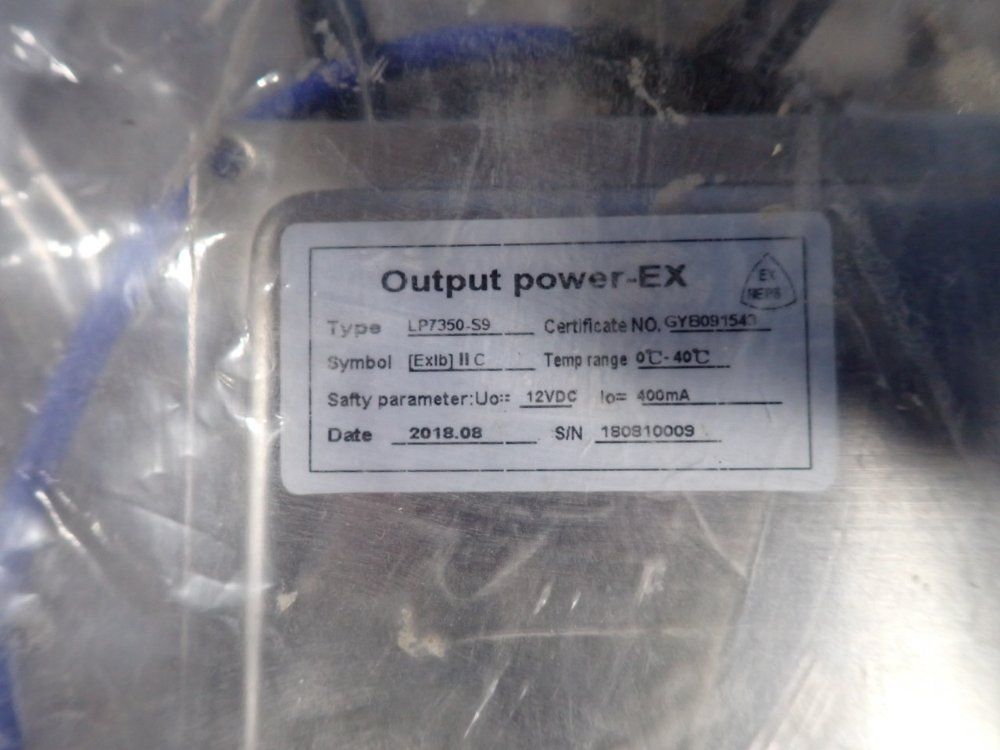 Output power-EX
EX
NEPS
Type LP7350-S9 Certificate NO. GYB091543
Symbol [ExIb] II C Temp range 0℃- 40℃
Safty parameter:Uo= 12VDC Io= 400mA
Date 2018.08 S/N 180810009